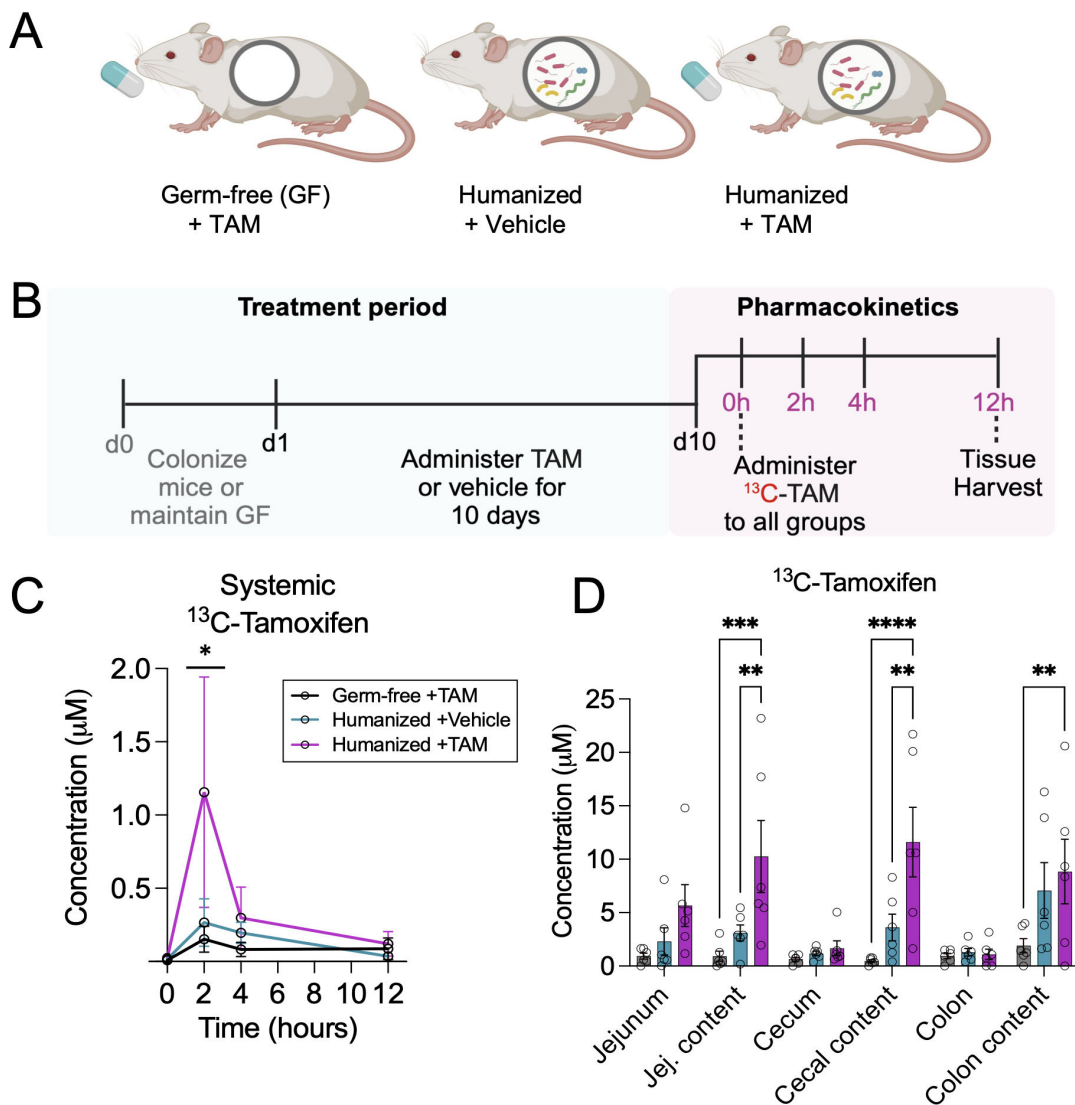 A
Germ-free (GF)
+ TAM
Humanized
+ Vehicle
Humanized
+ TAM
B
Treatment period
Pharmacokinetics
d0
d1
d10
0h
2h
4h
12h
Colonize
mice or
maintain GF
Administer TAM
or vehicle for
10 days
Administer
¹³C-TAM
to all groups
Tissue
Harvest
C
Systemic
¹³C-Tamoxifen
*
2.0
1.5
1.0
0.5
Concentration (μM)
Germ-free +TAM
Humanized +Vehicle
Humanized +TAM
0 2 4 6 8 10 12
Time (hours)
D
¹³C-Tamoxifen
*** **** **
** **
25
20
15
10
5
0
Concentration (μM)
Jejunum
Jej. content
Cecum
Cecal content
Colon
Colon content